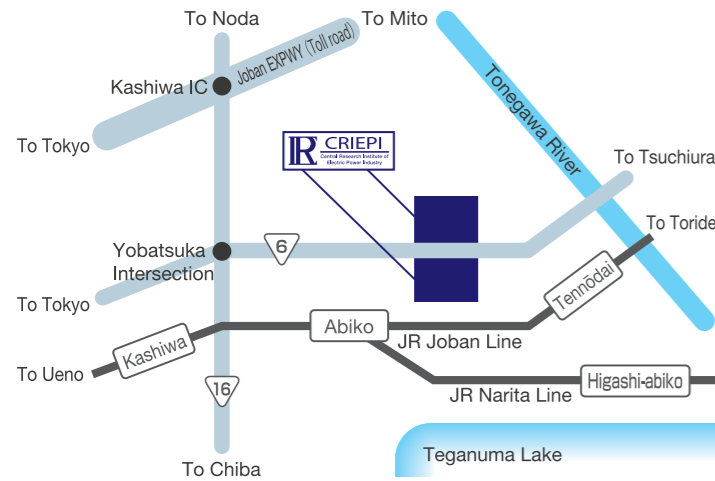 To Noda
To Mito
Joban EXPWY (Toll road)
Kashiwa IC
Tonegawa River
To Tokyo
CRIEPI
Central Research Institute of
Electric Power Industry
To Tsuchiura
To Toride
6
Yobatsuka
Intersection
Tennōdai
To Tokyo
Abiko
Kashiwa
JR Joban Line
To Ueno
16
Higashi-abiko
JR Narita Line
Teganuma Lake
To Chiba